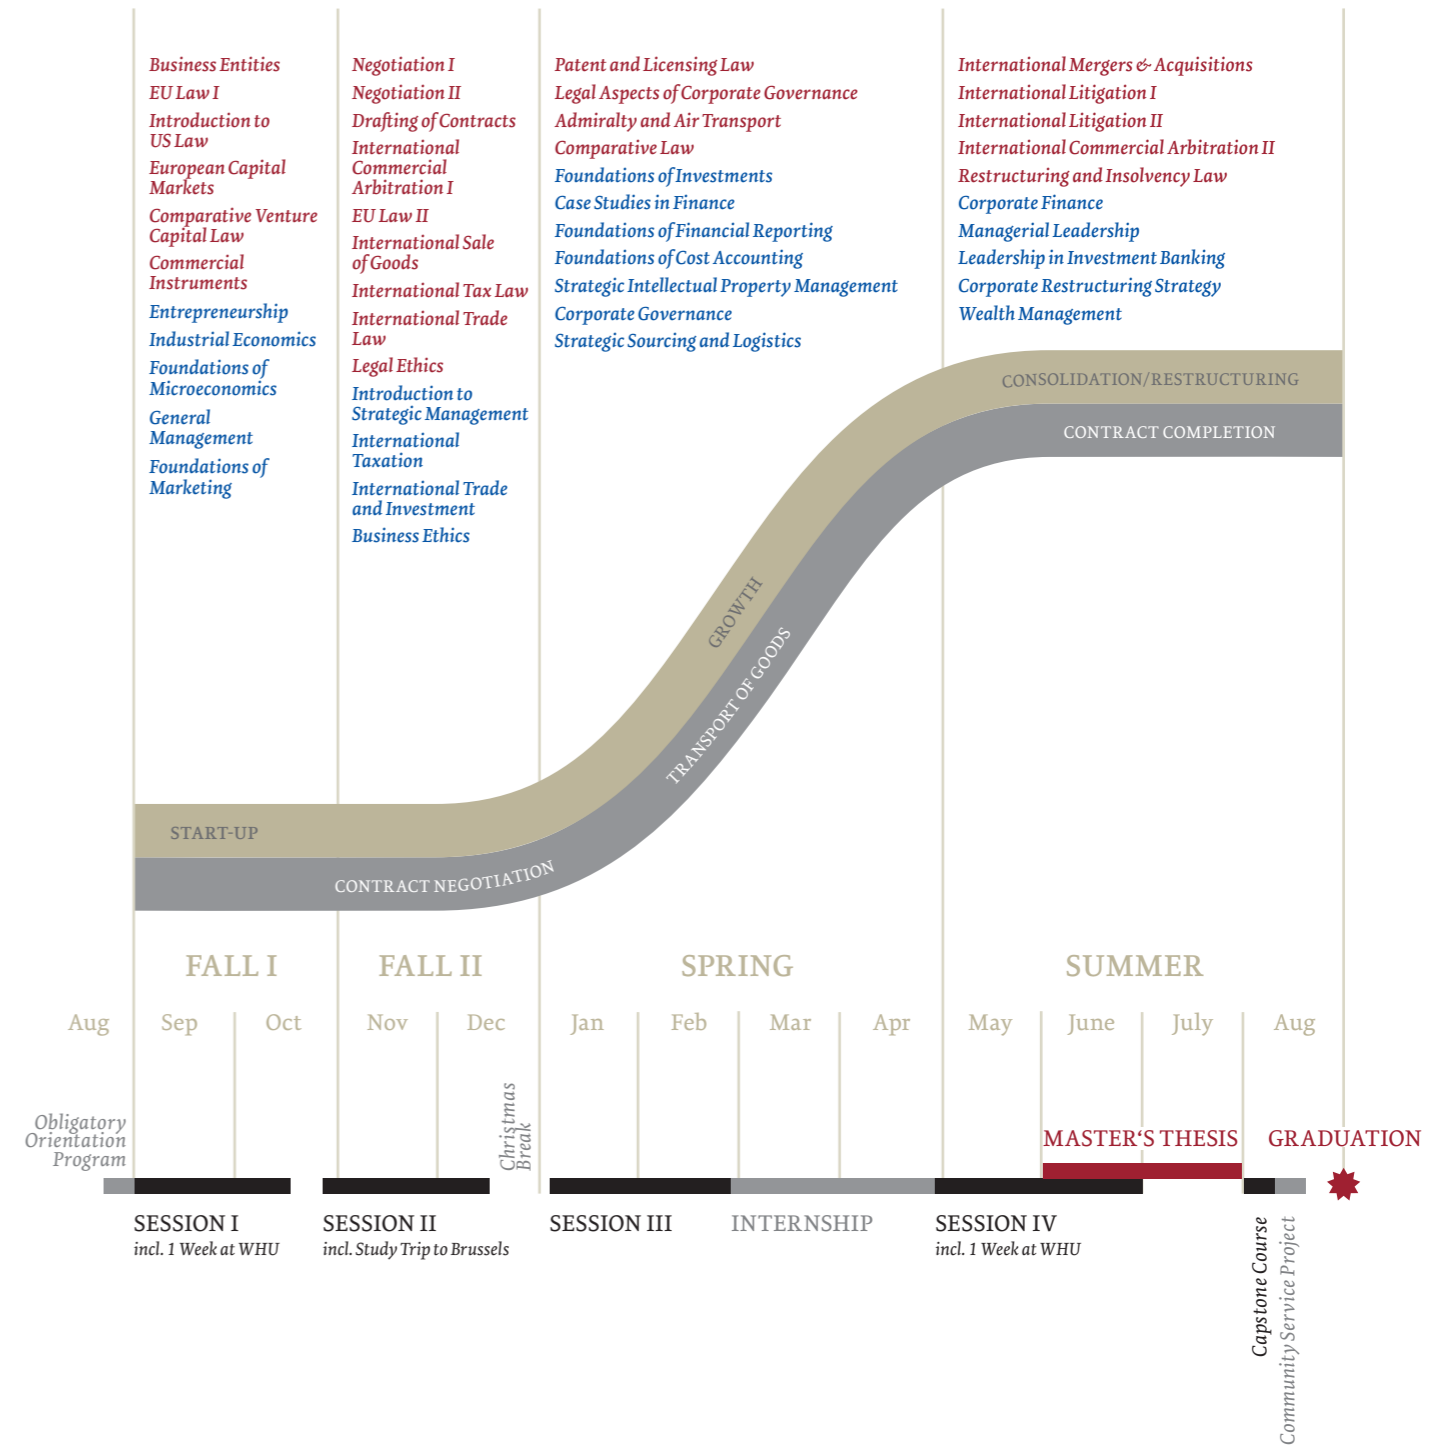 Business Entities
EU Law I
Introduction to
US Law
European Capital
Markets
Comparative Venture
Capital Law
Commercial
Instruments
Entrepreneurship
Industrial Economics
Foundations of
Microeconomics
General
Management
Foundations of
Marketing
Negotiation I
Negotiation II
Drafting of Contracts
International
Commercial
Arbitration I
EU Law II
International Sale
of Goods
International Tax Law
International Trade
Law
Legal Ethics
Introduction to
Strategic Management
International
Taxation
International Trade
and Investment
Business Ethics
Patent and Licensing Law
Legal Aspects of Corporate Governance
Admiralty and Air Transport
Comparative Law
Foundations of Investments
Case Studies in Finance
Foundations of Financial Reporting
Foundations of Cost Accounting
Strategic Intellectual Property Management
Corporate Governance
Strategic Sourcing and Logistics
International Mergers & Acquisitions
International Litigation I
International Litigation II
International Commercial Arbitration II
Restructuring and Insolvency Law
Corporate Finance
Managerial Leadership
Leadership in Investment Banking
Corporate Restructuring Strategy
Wealth Management
CONSOLIDATION/RESTRUCTURING
CONTRACT COMPLETION
GROWTH
TRANSPORT OF GOODS
START-UP
CONTRACT NEGOTIATION
FALL I
FALL II
SPRING
SUMMER
Aug
Sep
Oct
Nov
Dec
Jan
Feb
Mar
Apr
May
June
July
Aug
Obligatory
Orientation
Program
Christmas
Break
MASTER‘S THESIS
GRADUATION
SESSION I
incl. 1 Week at WHU
SESSION II
incl. Study Trip to Brussels
SESSION III
INTERNSHIP
SESSION IV
incl. 1 Week at WHU
Capstone Course
Community Service Project